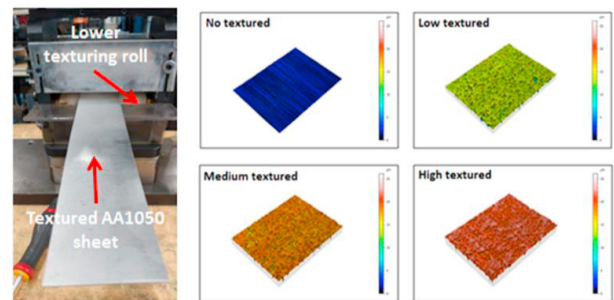 Lower
texturing roll
Textured AA1050
sheet
No textured
Low textured
Medium textured
High textured